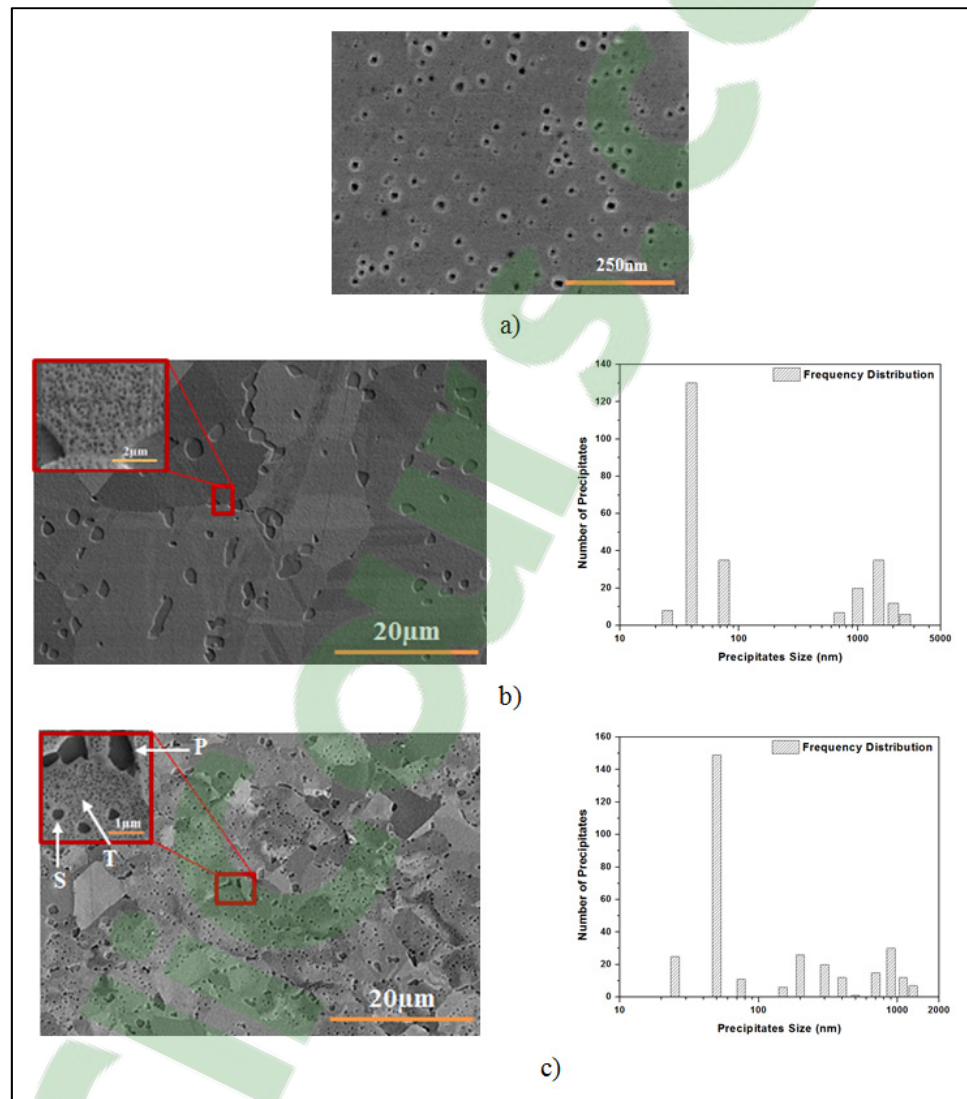 250nm
a)
2μm
20μm
140
120
100
80
60
40
20
0
Number of Precipitates
Frequency Distribution
10 100 1000 5000
Precipitates Size (nm)
b)
P
1μm
S
T
20μm
160
140
120
100
80
60
40
20
0
Number of Precipitates
Frequency Distribution
10 100 1000 2000
Precipitates Size (nm)
c)